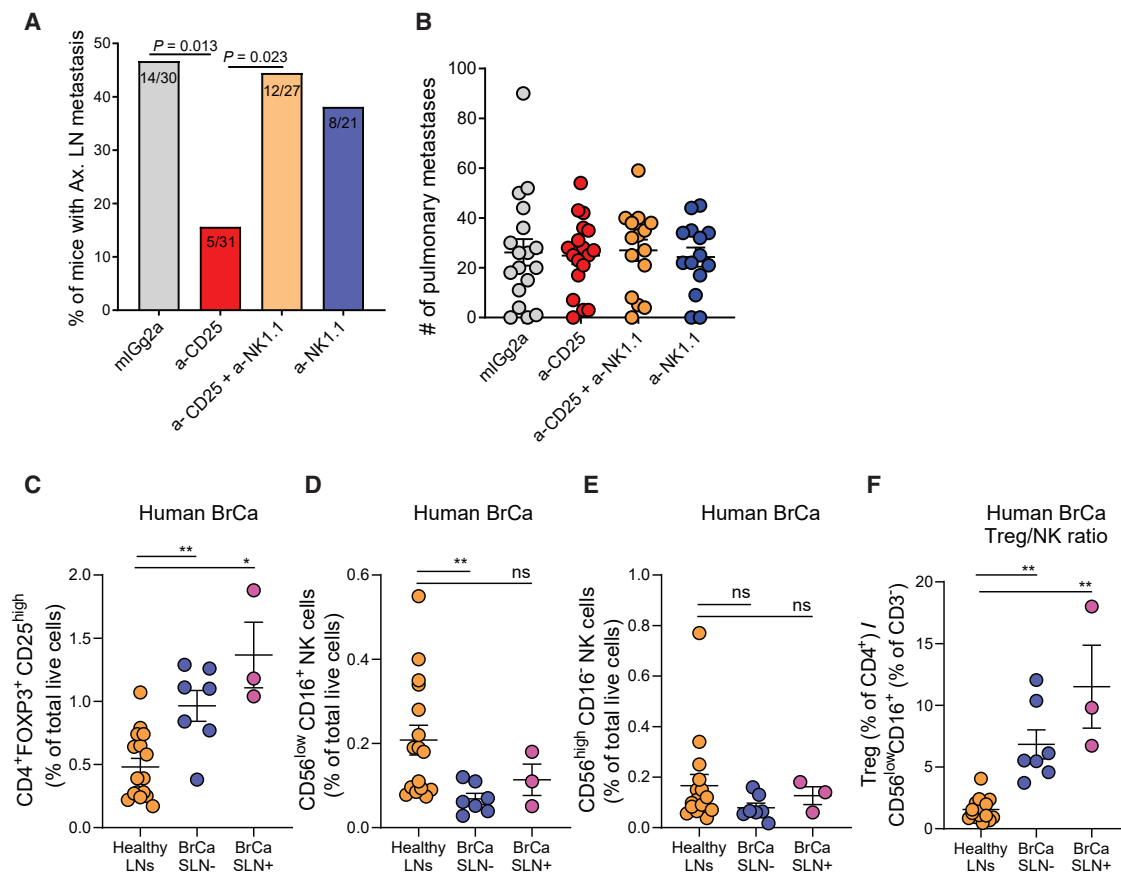 A
% of mice with Ax. LN metastasis
50
40
30
20
10
0
P = 0.013
P = 0.023
14/30
5/31
12/27
8/21
mIGg2a
a-CD25
a- CD25 + a-NK1.1
a-NK1.1
B
# of pulmonary metastases
100
80
60
40
20
0
mIGg2a
a-CD25
a-CD25 + a-NK1.1
a-NK1.1
C
Human BrCa
CD4+FOXP3+ CD25high
(% of total live cells)
2.0
1.5
1.0
0.5
0.0
**
*
Healthy
LNs
BrCa
SLN-
BrCa
SLN+
D
Human BrCa
CD56low CD16+ NK cells
(% of total live cells)
0.6
0.4
0.2
0.0
**
ns
Healthy
LNs
BrCa
SLN-
BrCa
SLN+
E
Human BrCa
CD56high CD16- NK cells
(% of total live cells)
1.0
0.8
0.6
0.4
0.2
0.0
ns
ns
Healthy
LNs
BrCa
SLN-
BrCa
SLN+
F
Human BrCa
Treg/NK ratio
Treg (% of CD4+) /
CD56lowCD16+ (% of CD3-)
20
15
10
5
0
**
**
Healthy
LNs
BrCa
SLN-
BrCa
SLN+